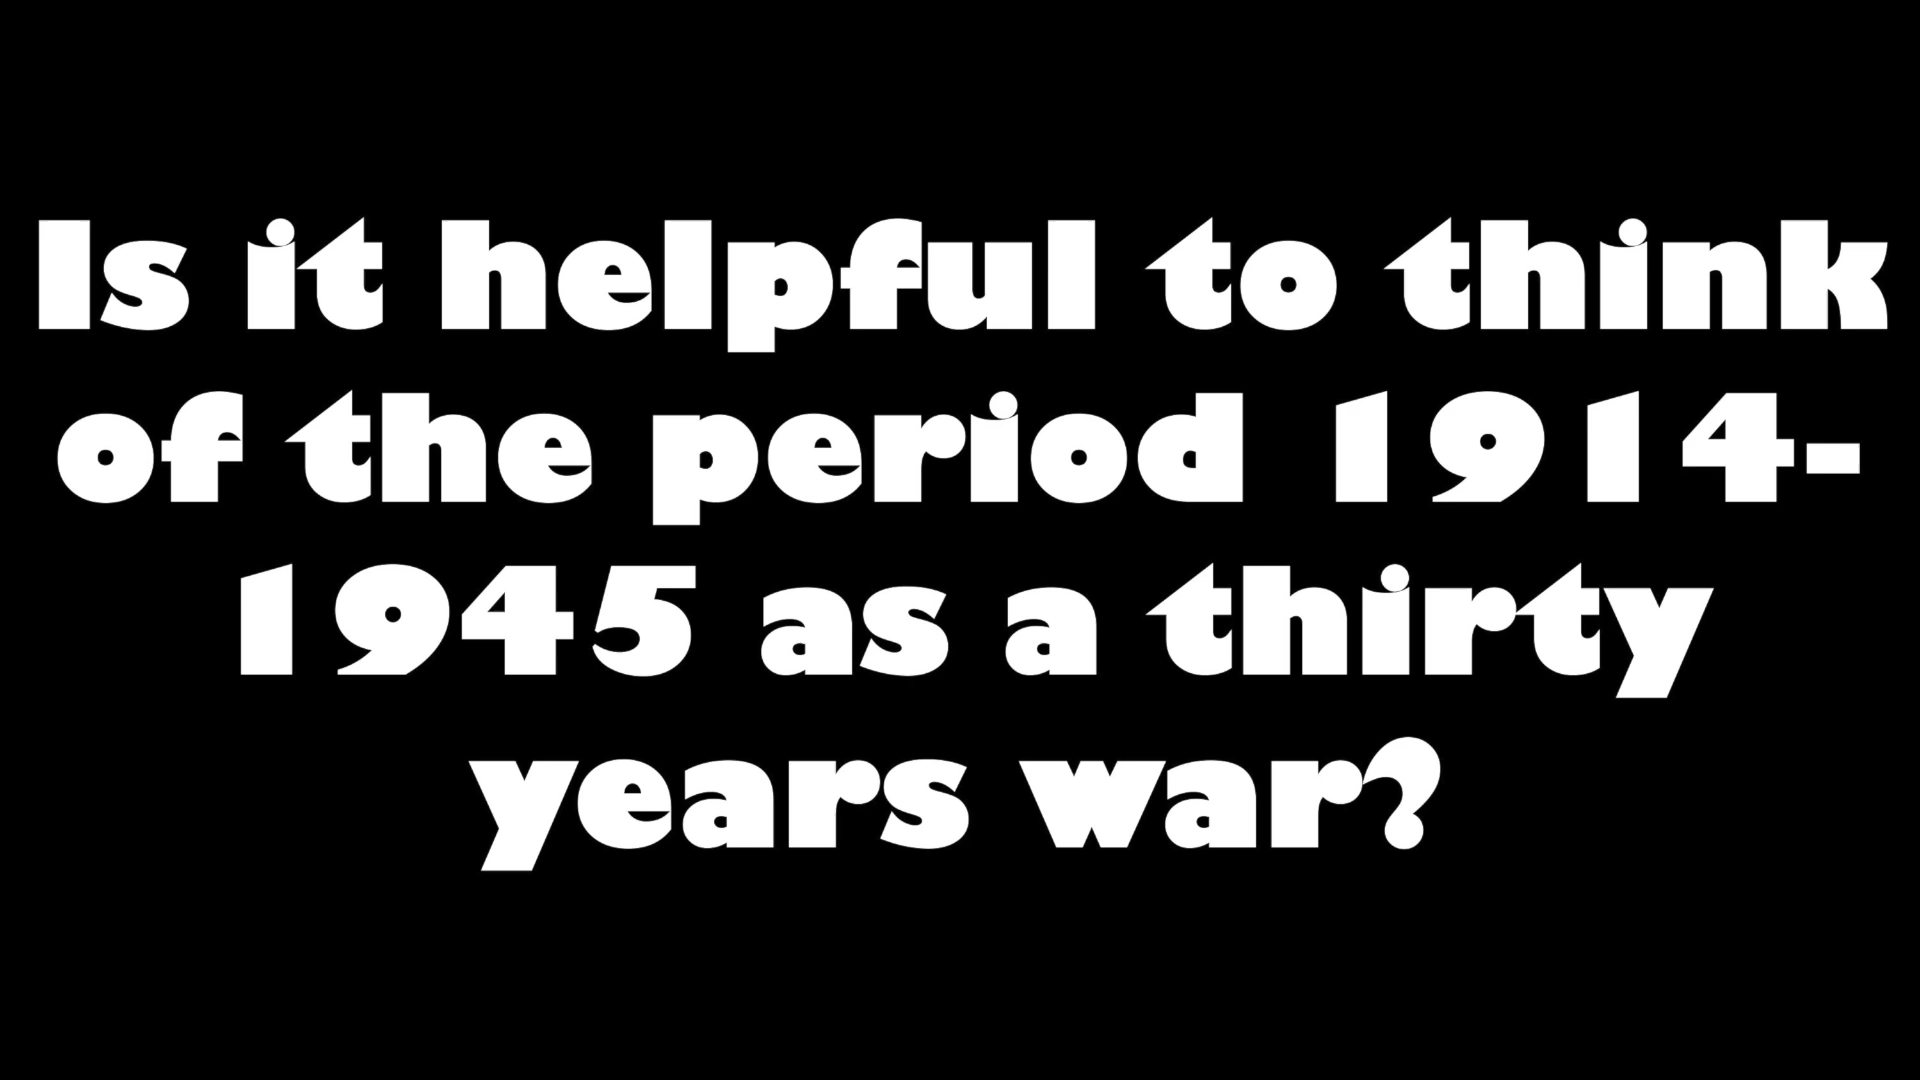 Is it helpful to think
of the period 1914-
1945 as a thirty
years war?